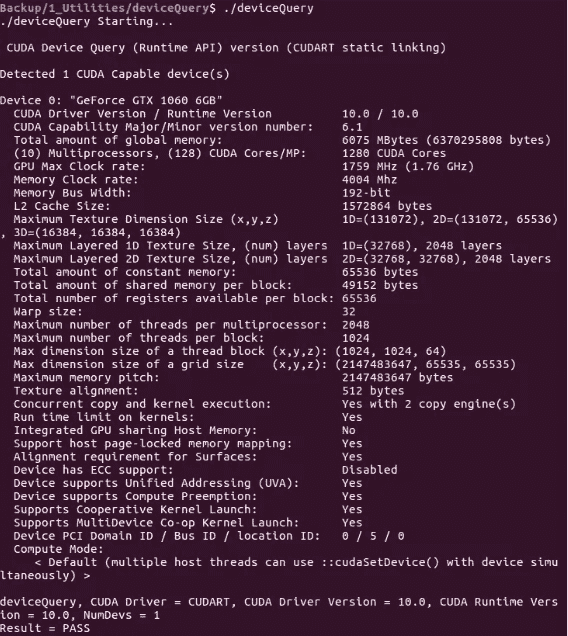 Backup/1_Utilities/deviceQuery$ ./deviceQuery
./deviceQuery Starting...
CUDA Device Query (Runtime API) version (CUDART static linking)
Detected 1 CUDA Capable device(s)
Device 0: "GeForce GTX 1060 6GB"
CUDA Driver Version / Runtime Version 10.0 / 10.0
CUDA Capability Major/Minor version number: 6.1
Total amount of global memory: 6075 MBytes (6370295808 bytes)
(10) Multiprocessors, (128) CUDA Cores/MP: 1280 CUDA Cores
GPU Max Clock rate: 1759 MHz (1.76 GHz)
Memory Clock rate: 4004 Mhz
Memory Bus Width: 192-bit
L2 Cache Size: 1572864 bytes
Maximum Texture Dimension Size (x,y,z) 1D=(131072), 2D=(131072, 65536)
, 3D=(16384, 16384, 16384)
Maximum Layered 1D Texture Size, (num) layers 1D=(32768), 2048 layers
Maximum Layered 2D Texture Size, (num) layers 2D=(32768, 32768), 2048 layers
Total amount of constant memory: 65536 bytes
Total amount of shared memory per block: 49152 bytes
Total number of registers available per block: 65536
Warp size: 32
Maximum number of threads per multiprocessor: 2048
Maximum number of threads per block: 1024
Max dimension size of a thread block (x,y,z): (1024, 1024, 64)
Max dimension size of a grid size (x,y,z): (2147483647, 65535, 65535)
Maximum memory pitch: 2147483647 bytes
Texture alignment: 512 bytes
Concurrent copy and kernel execution: Yes with 2 copy engine(s)
Run time limit on kernels: Yes
Integrated GPU sharing Host Memory: No
Support host page-locked memory mapping: Yes
Alignment requirement for Surfaces: Yes
Device has ECC support: Disabled
Device supports Unified Addressing (UVA): Yes
Device supports Compute Preemption: Yes
Supports Cooperative Kernel Launch: Yes
Supports MultiDevice Co-op Kernel Launch: Yes
Device PCI Domain ID / Bus ID / location ID: 0 / 5 / 0
Compute Mode:
< Default (multiple host threads can use ::cudaSetDevice() with device simu
ltaneously) >
deviceQuery, CUDA Driver = CUDART, CUDA Driver Version = 10.0, CUDA Runtime Vers
ion = 10.0, NumDevs = 1
Result = PASS